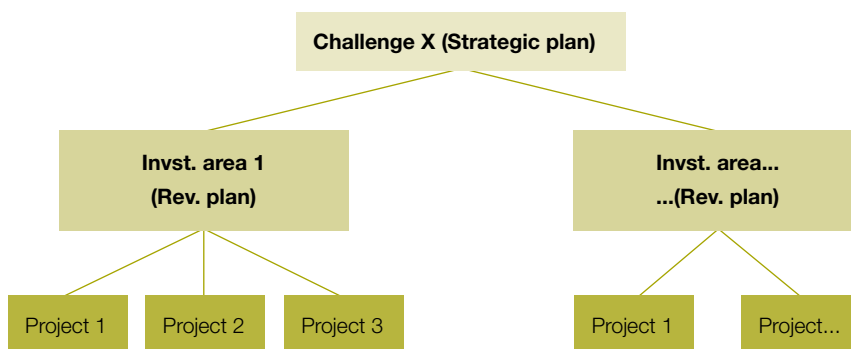 Challenge X (Strategic plan)
Invst. area 1
(Rev. plan)
Invst. area...
...(Rev. plan)
Project 1
Project 2
Project 3
Project 1
Project...